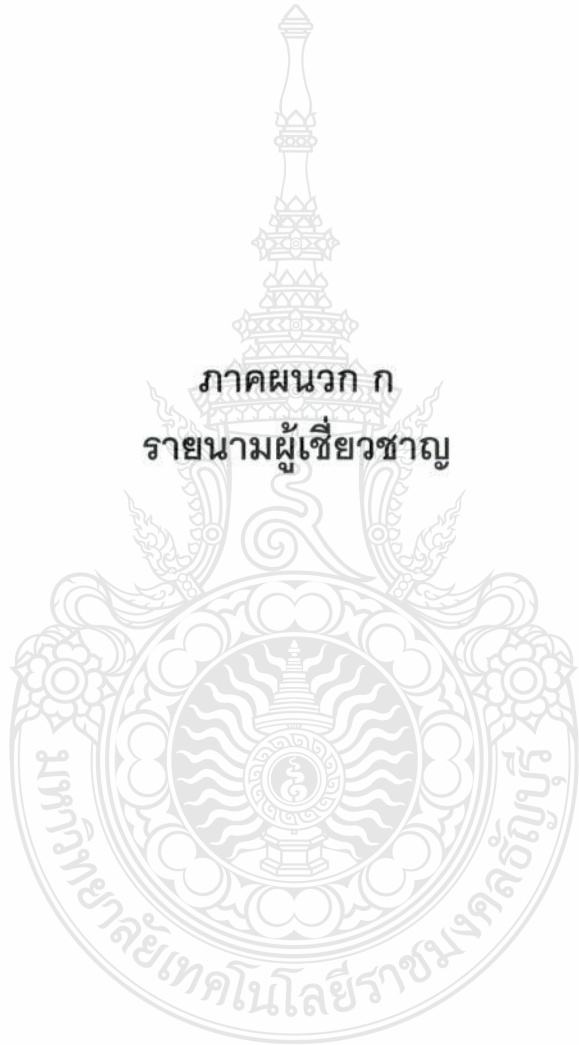 ภาคผนวก ก
รายนามผู้เชี่ยวชาญ
มหาวิทยาลัยเทคโนโลยีราชมงคลธัญบุรี